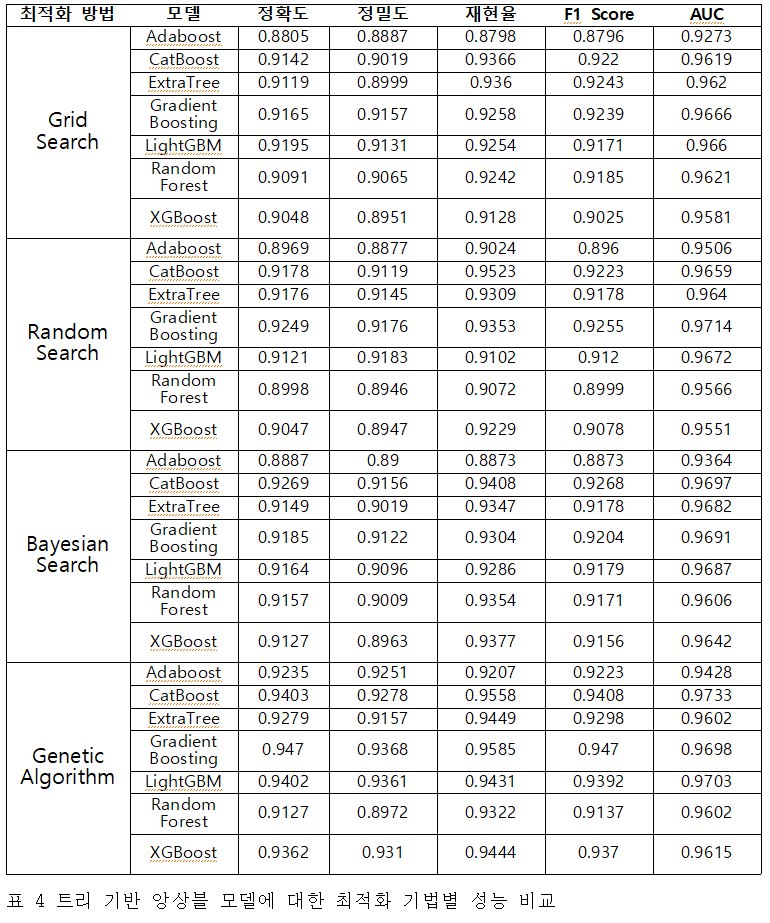 최적화 방법 모델 정확도 정밀도 재현율 F1 Score AUC
Grid Search
Adaboost 0.8805 0.8887 0.8798 0.8796 0.9273
CatBoost 0.9142 0.9019 0.9366 0.922 0.9619
ExtraTree 0.9119 0.8999 0.936 0.9243 0.962
Gradient Boosting 0.9165 0.9157 0.9258 0.9239 0.9666
LightGBM 0.9195 0.9131 0.9254 0.9171 0.966
Random Forest 0.9091 0.9065 0.9242 0.9185 0.9621
XGBoost 0.9048 0.8951 0.9128 0.9025 0.9581
Random Search
Adaboost 0.8969 0.8877 0.9024 0.896 0.9506
CatBoost 0.9178 0.9119 0.9523 0.9223 0.9659
ExtraTree 0.9176 0.9145 0.9309 0.9178 0.964
Gradient Boosting 0.9249 0.9176 0.9353 0.9255 0.9714
LightGBM 0.9121 0.9183 0.9102 0.912 0.9672
Random Forest 0.8998 0.8946 0.9072 0.8999 0.9566
XGBoost 0.9047 0.8947 0.9229 0.9078 0.9551
Bayesian Search
Adaboost 0.8887 0.89 0.8873 0.8873 0.9364
CatBoost 0.9269 0.9156 0.9408 0.9268 0.9697
ExtraTree 0.9149 0.9019 0.9347 0.9178 0.9682
Gradient Boosting 0.9185 0.9122 0.9304 0.9204 0.9691
LightGBM 0.9164 0.9096 0.9286 0.9179 0.9687
Random Forest 0.9157 0.9009 0.9354 0.9171 0.9606
XGBoost 0.9127 0.8963 0.9377 0.9156 0.9642
Genetic Algorithm
Adaboost 0.9235 0.9251 0.9207 0.9223 0.9428
CatBoost 0.9403 0.9278 0.9558 0.9408 0.9733
ExtraTree 0.9279 0.9157 0.9449 0.9298 0.9602
Gradient Boosting 0.947 0.9368 0.9585 0.947 0.9698
LightGBM 0.9402 0.9361 0.9431 0.9392 0.9703
Random Forest 0.9127 0.8972 0.9322 0.9137 0.9602
XGBoost 0.9362 0.931 0.9444 0.937 0.9615
표 4 트리 기반 앙상블 모델에 대한 최적화 기법별 성능 비교